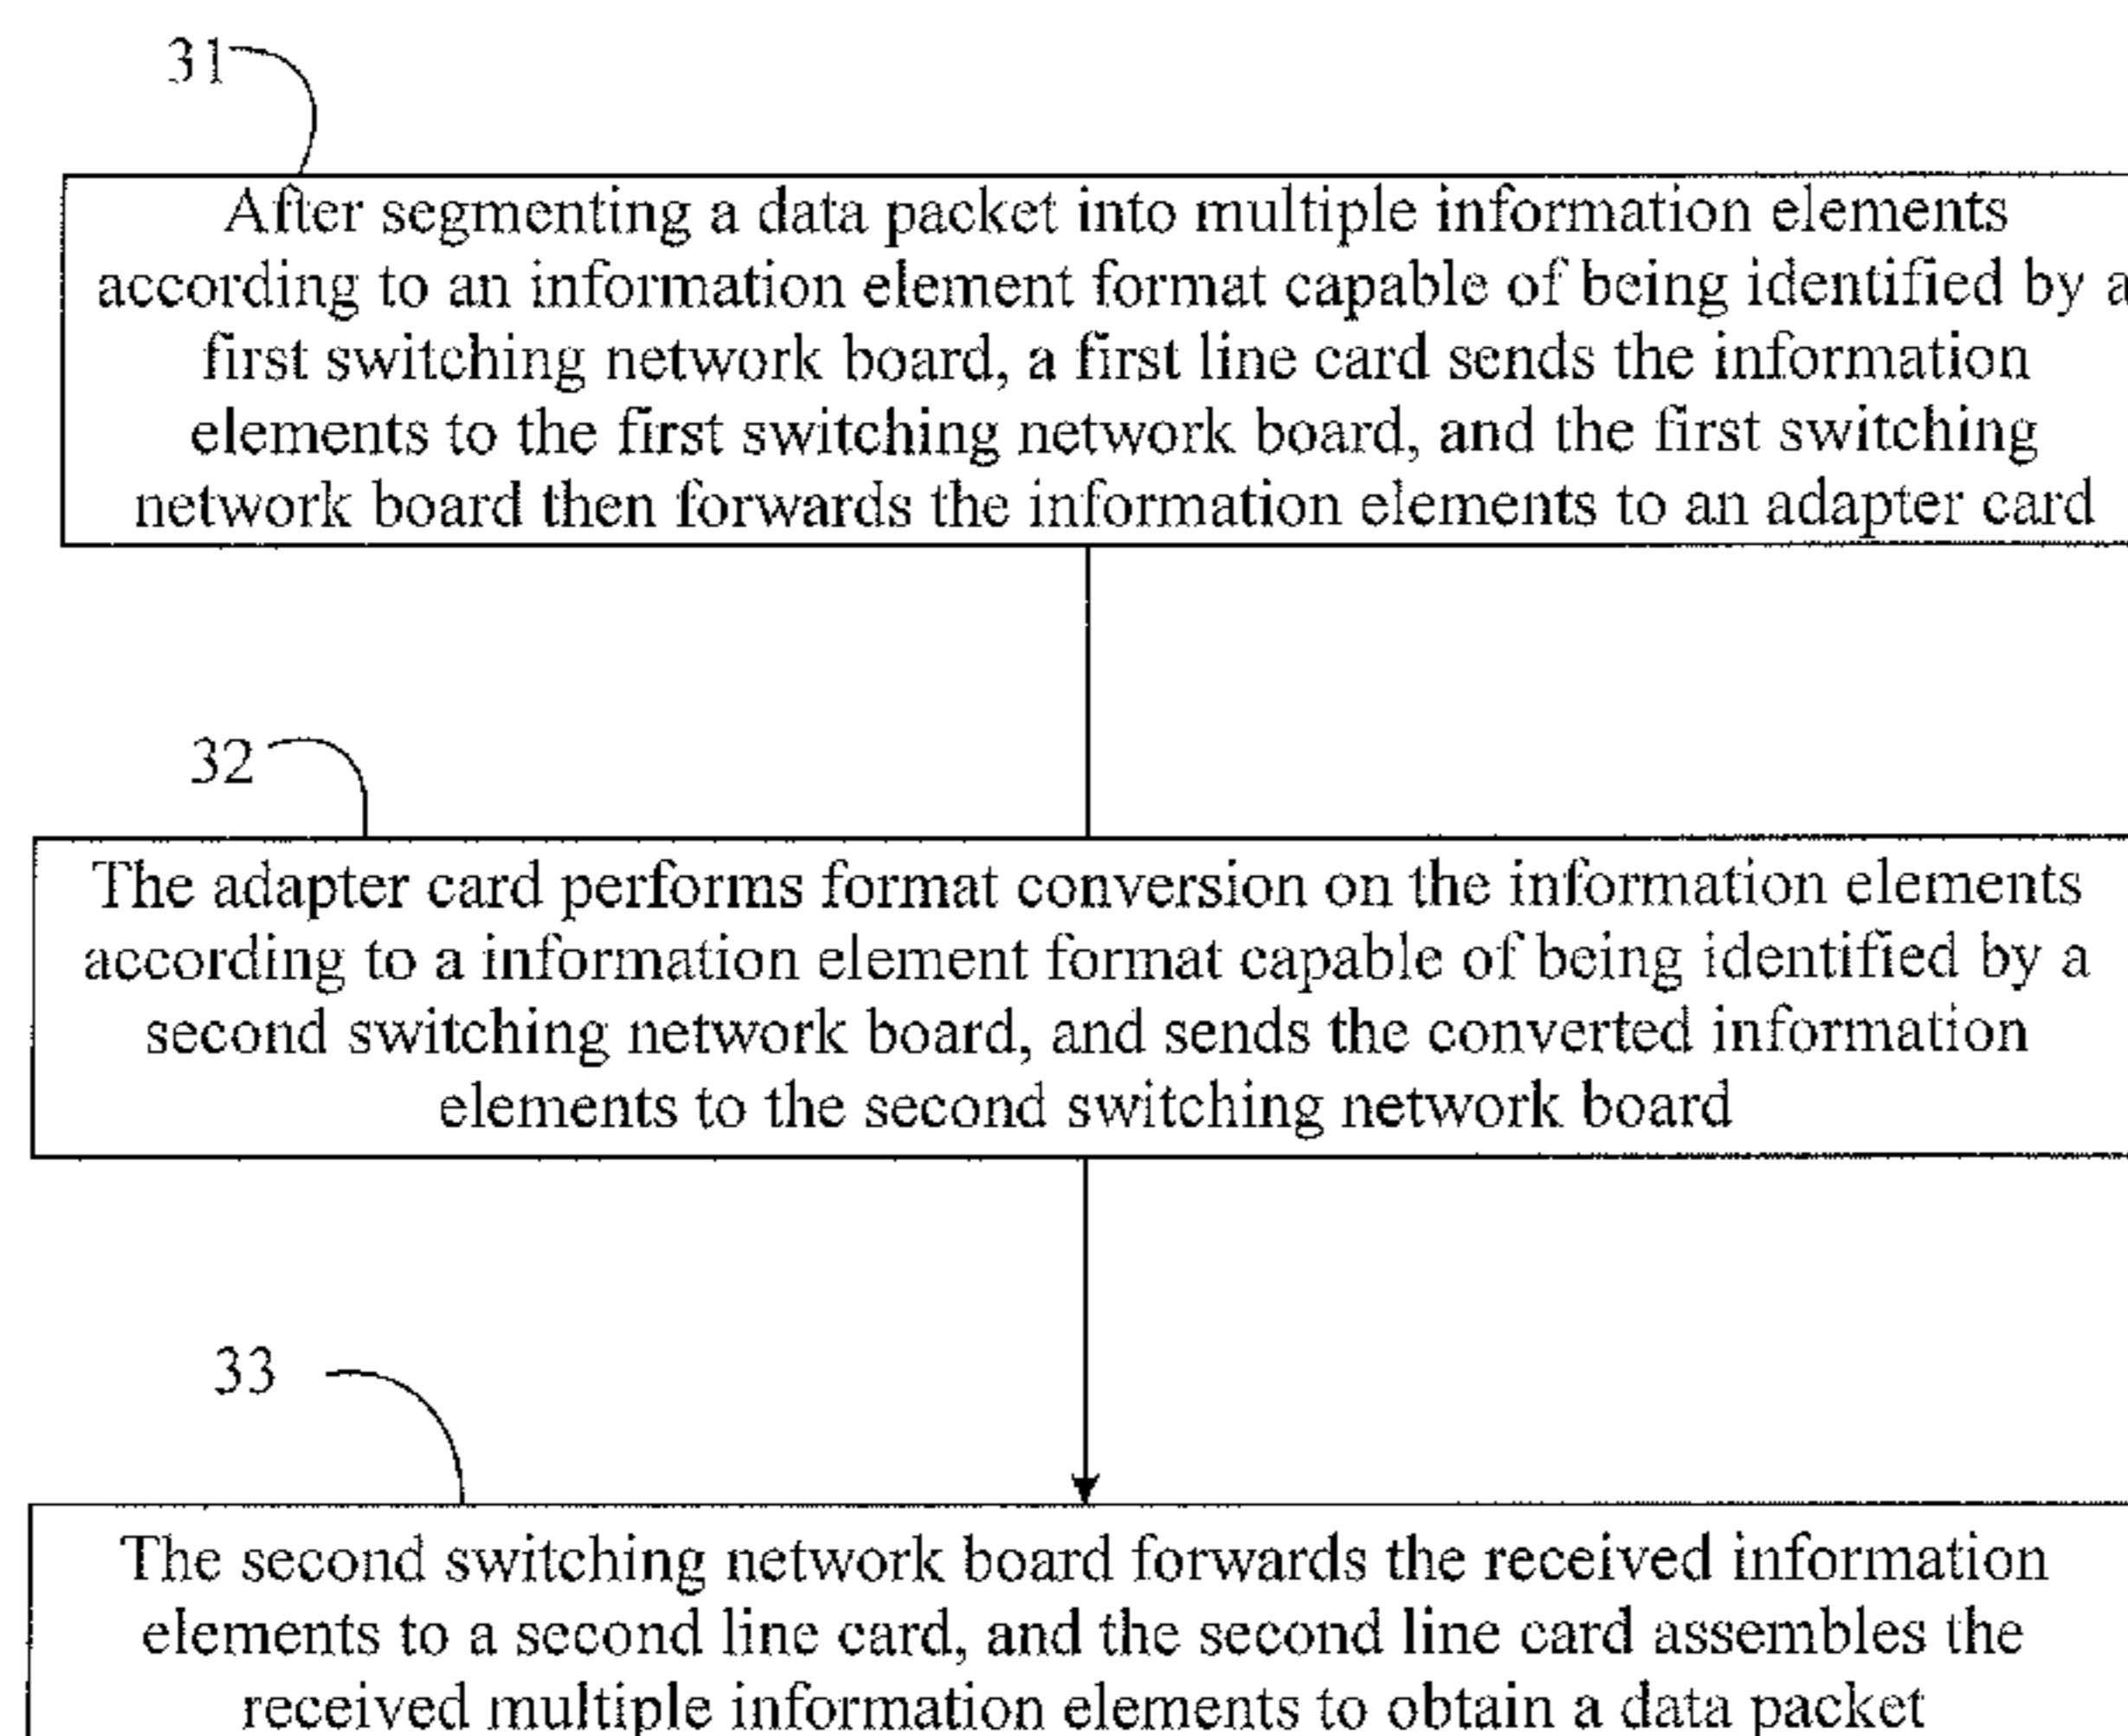 31
After segmenting a data packet into multiple information elements
according to an information element format capable of being identified by a
first switching network board, a first line card sends the information
elements to the first switching network board, and the first switching
network board then forwards the information elements to an adapter card
32
The adapter card performs format conversion on the information elements
according to a information element format capable of being identified by a
second switching network board, and sends the converted information
elements to the second switching network board
33
The second switching network board forwards the received information
elements to a second line card, and the second line card assembles the
received multiple information elements to obtain a data packet